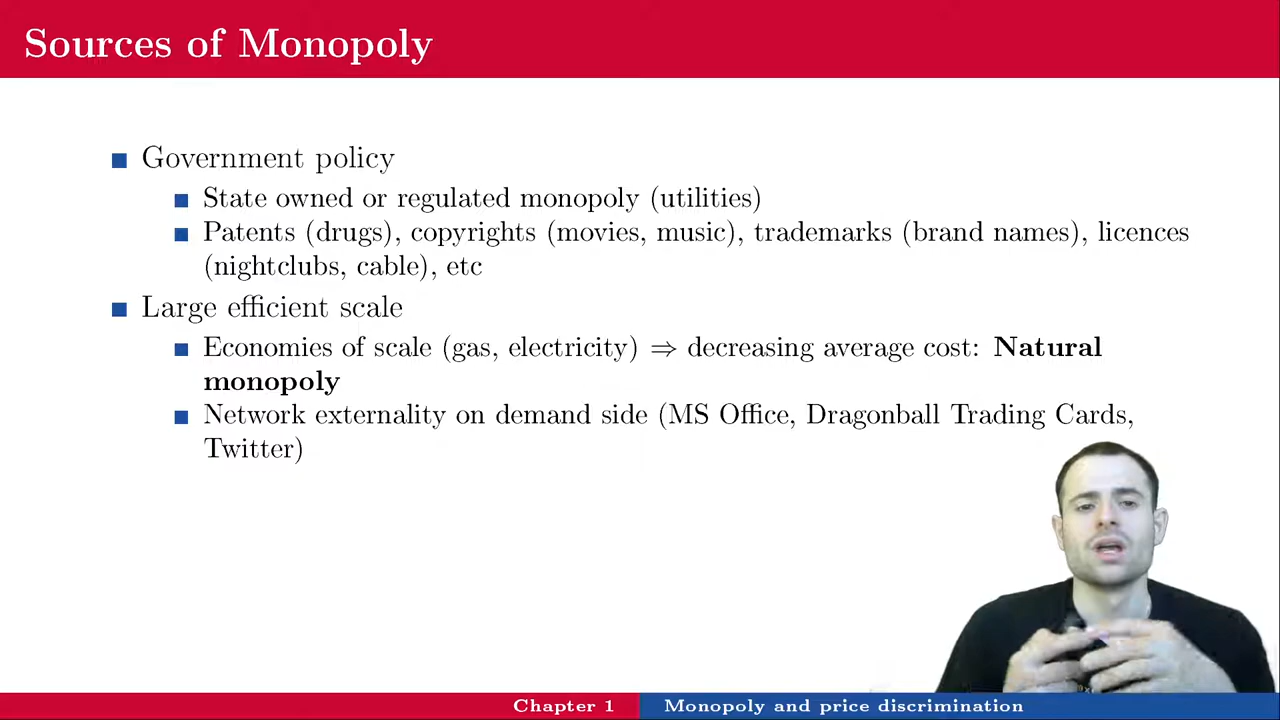 Sources of Monopoly
Government policy
State owned or regulated monopoly (utilities)
Patents (drugs), copyrights (movies, music), trademarks (brand names), licences
(nightclubs, cable), etc
Large efficient scale
Economies of scale (gas, electricity) ⇒ decreasing average cost: Natural
monopoly
Network externality on demand side (MS Office, Dragonball Trading Cards,
Twitter)
Chapter 1
Monopoly and price discrimination